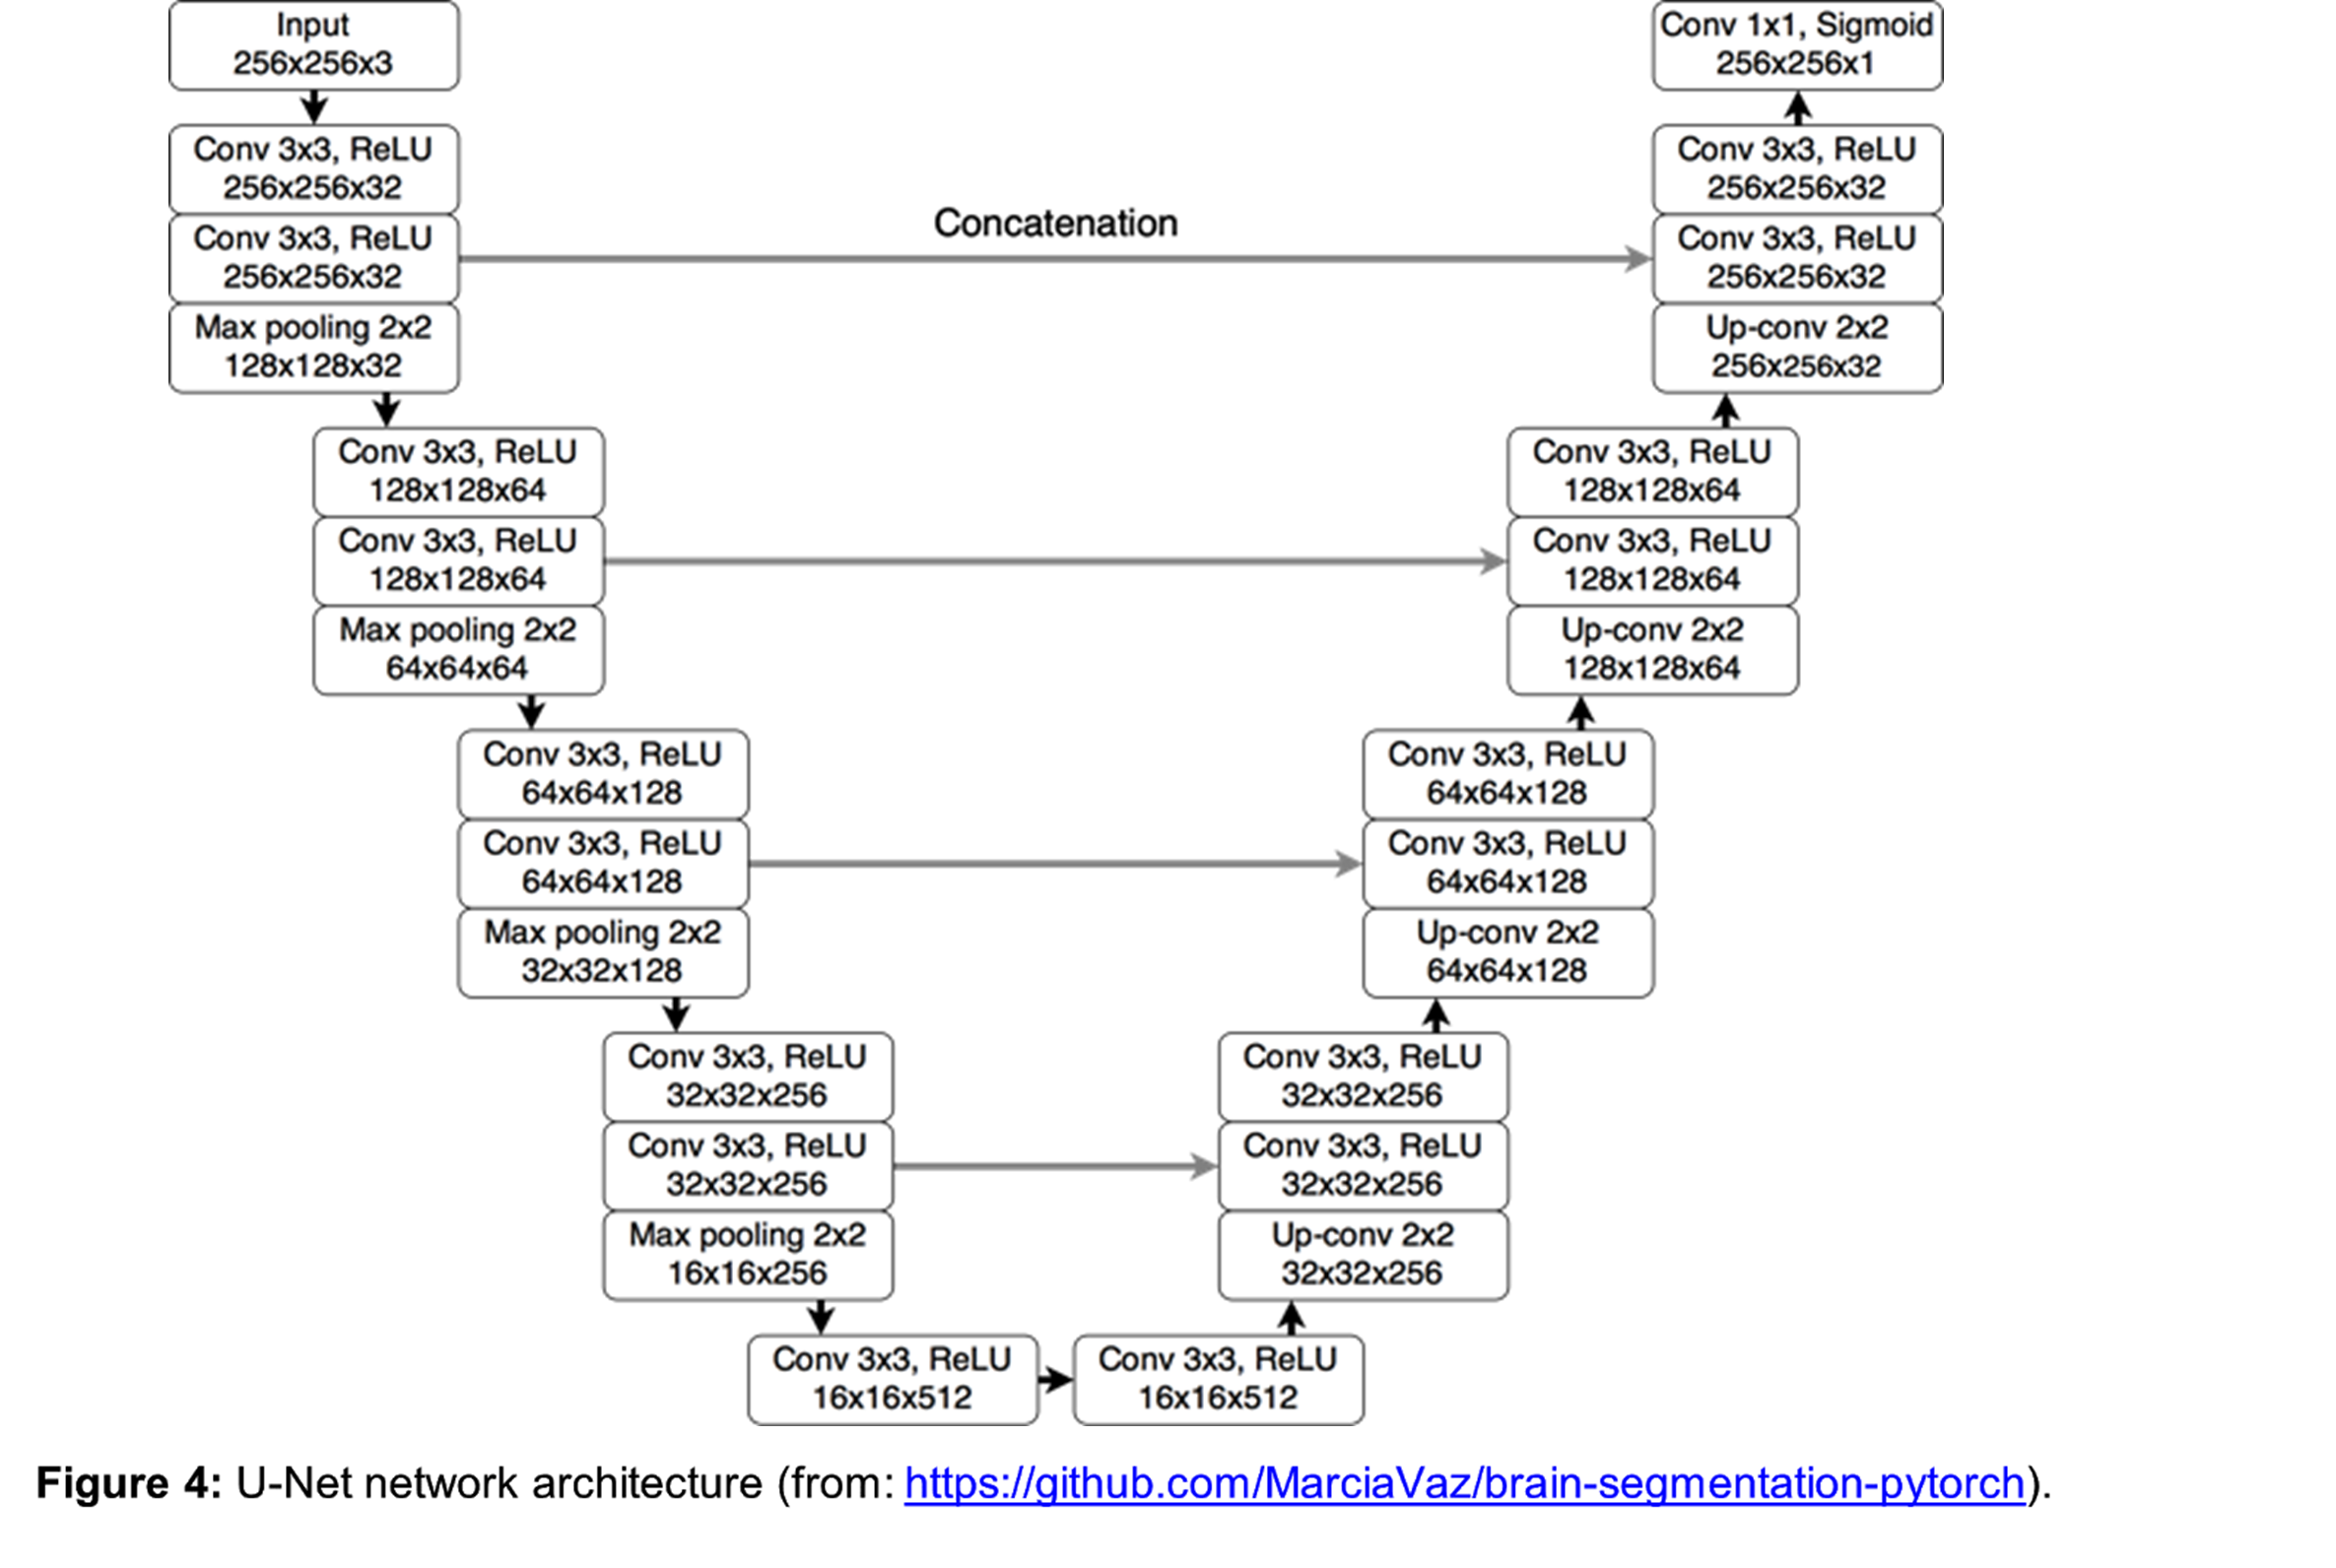 Input
256x256x3
Conv 3x3, ReLU
256x256x32
Conv 3x3, ReLU
256x256x32
Max pooling 2x2
128x128x32
Conv 3x3, ReLU
128x128x64
Conv 3x3, ReLU
128x128x64
Max pooling 2x2
64x64x64
Conv 3x3, ReLU
64x64x128
Conv 3x3, ReLU
64x64x128
Max pooling 2x2
32x32x128
Conv 3x3, ReLU
32x32x256
Conv 3x3, ReLU
32x32x256
Max pooling 2x2
16x16x256
Conv 3x3, ReLU
16x16x512
Conv 3x3, ReLU
16x16x512
Concatenation
Conv 1x1, Sigmoid
256x256x1
Conv 3x3, ReLU
256x256x32
Conv 3x3, ReLU
256x256x32
Up-conv 2x2
256x256x32
Conv 3x3, ReLU
128x128x64
Conv 3x3, ReLU
128x128x64
Up-conv 2x2
128x128x64
Conv 3x3, ReLU
64x64x128
Conv 3x3, ReLU
64x64x128
Up-conv 2x2
64x64x128
Conv 3x3, ReLU
32x32x256
Conv 3x3, ReLU
32x32x256
Up-conv 2x2
32x32x256
Figure 4: U-Net network architecture (from: https://github.com/MarciaVaz/brain-segmentation-pytorch).